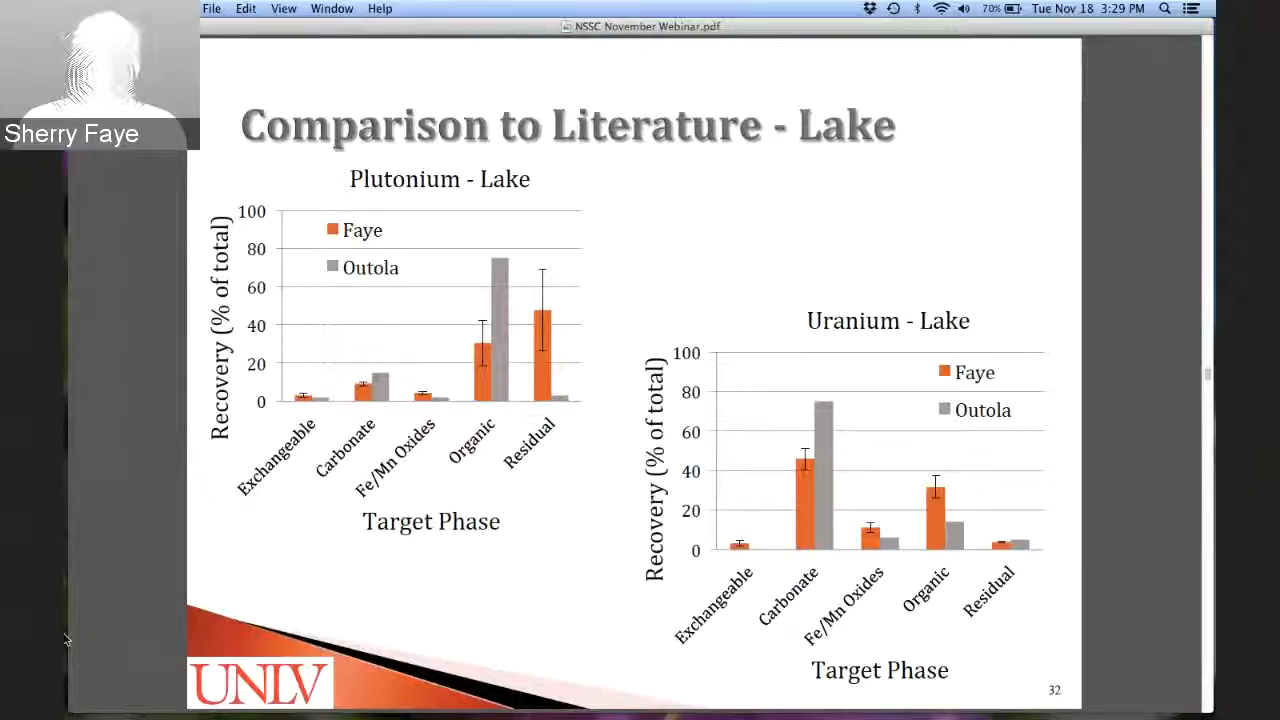 File Edit View Window Help
70% Tue Nov 18 3:29 PM
NSSC November Webinar.pdf
Sherry Faye
Comparison to Literature - Lake
Plutonium - Lake
Recovery (% of total)
100
80
60
40
20
0
Faye
Outola
Exchangeable
Carbonate
Fe/Mn Oxides
Organic
Residual
Target Phase
Uranium - Lake
Recovery (% of total)
100
80
60
40
20
0
Faye
Outola
Exchangeable
Carbonate
Fe/Mn Oxides
Organic
Residual
Target Phase
UNLV
32